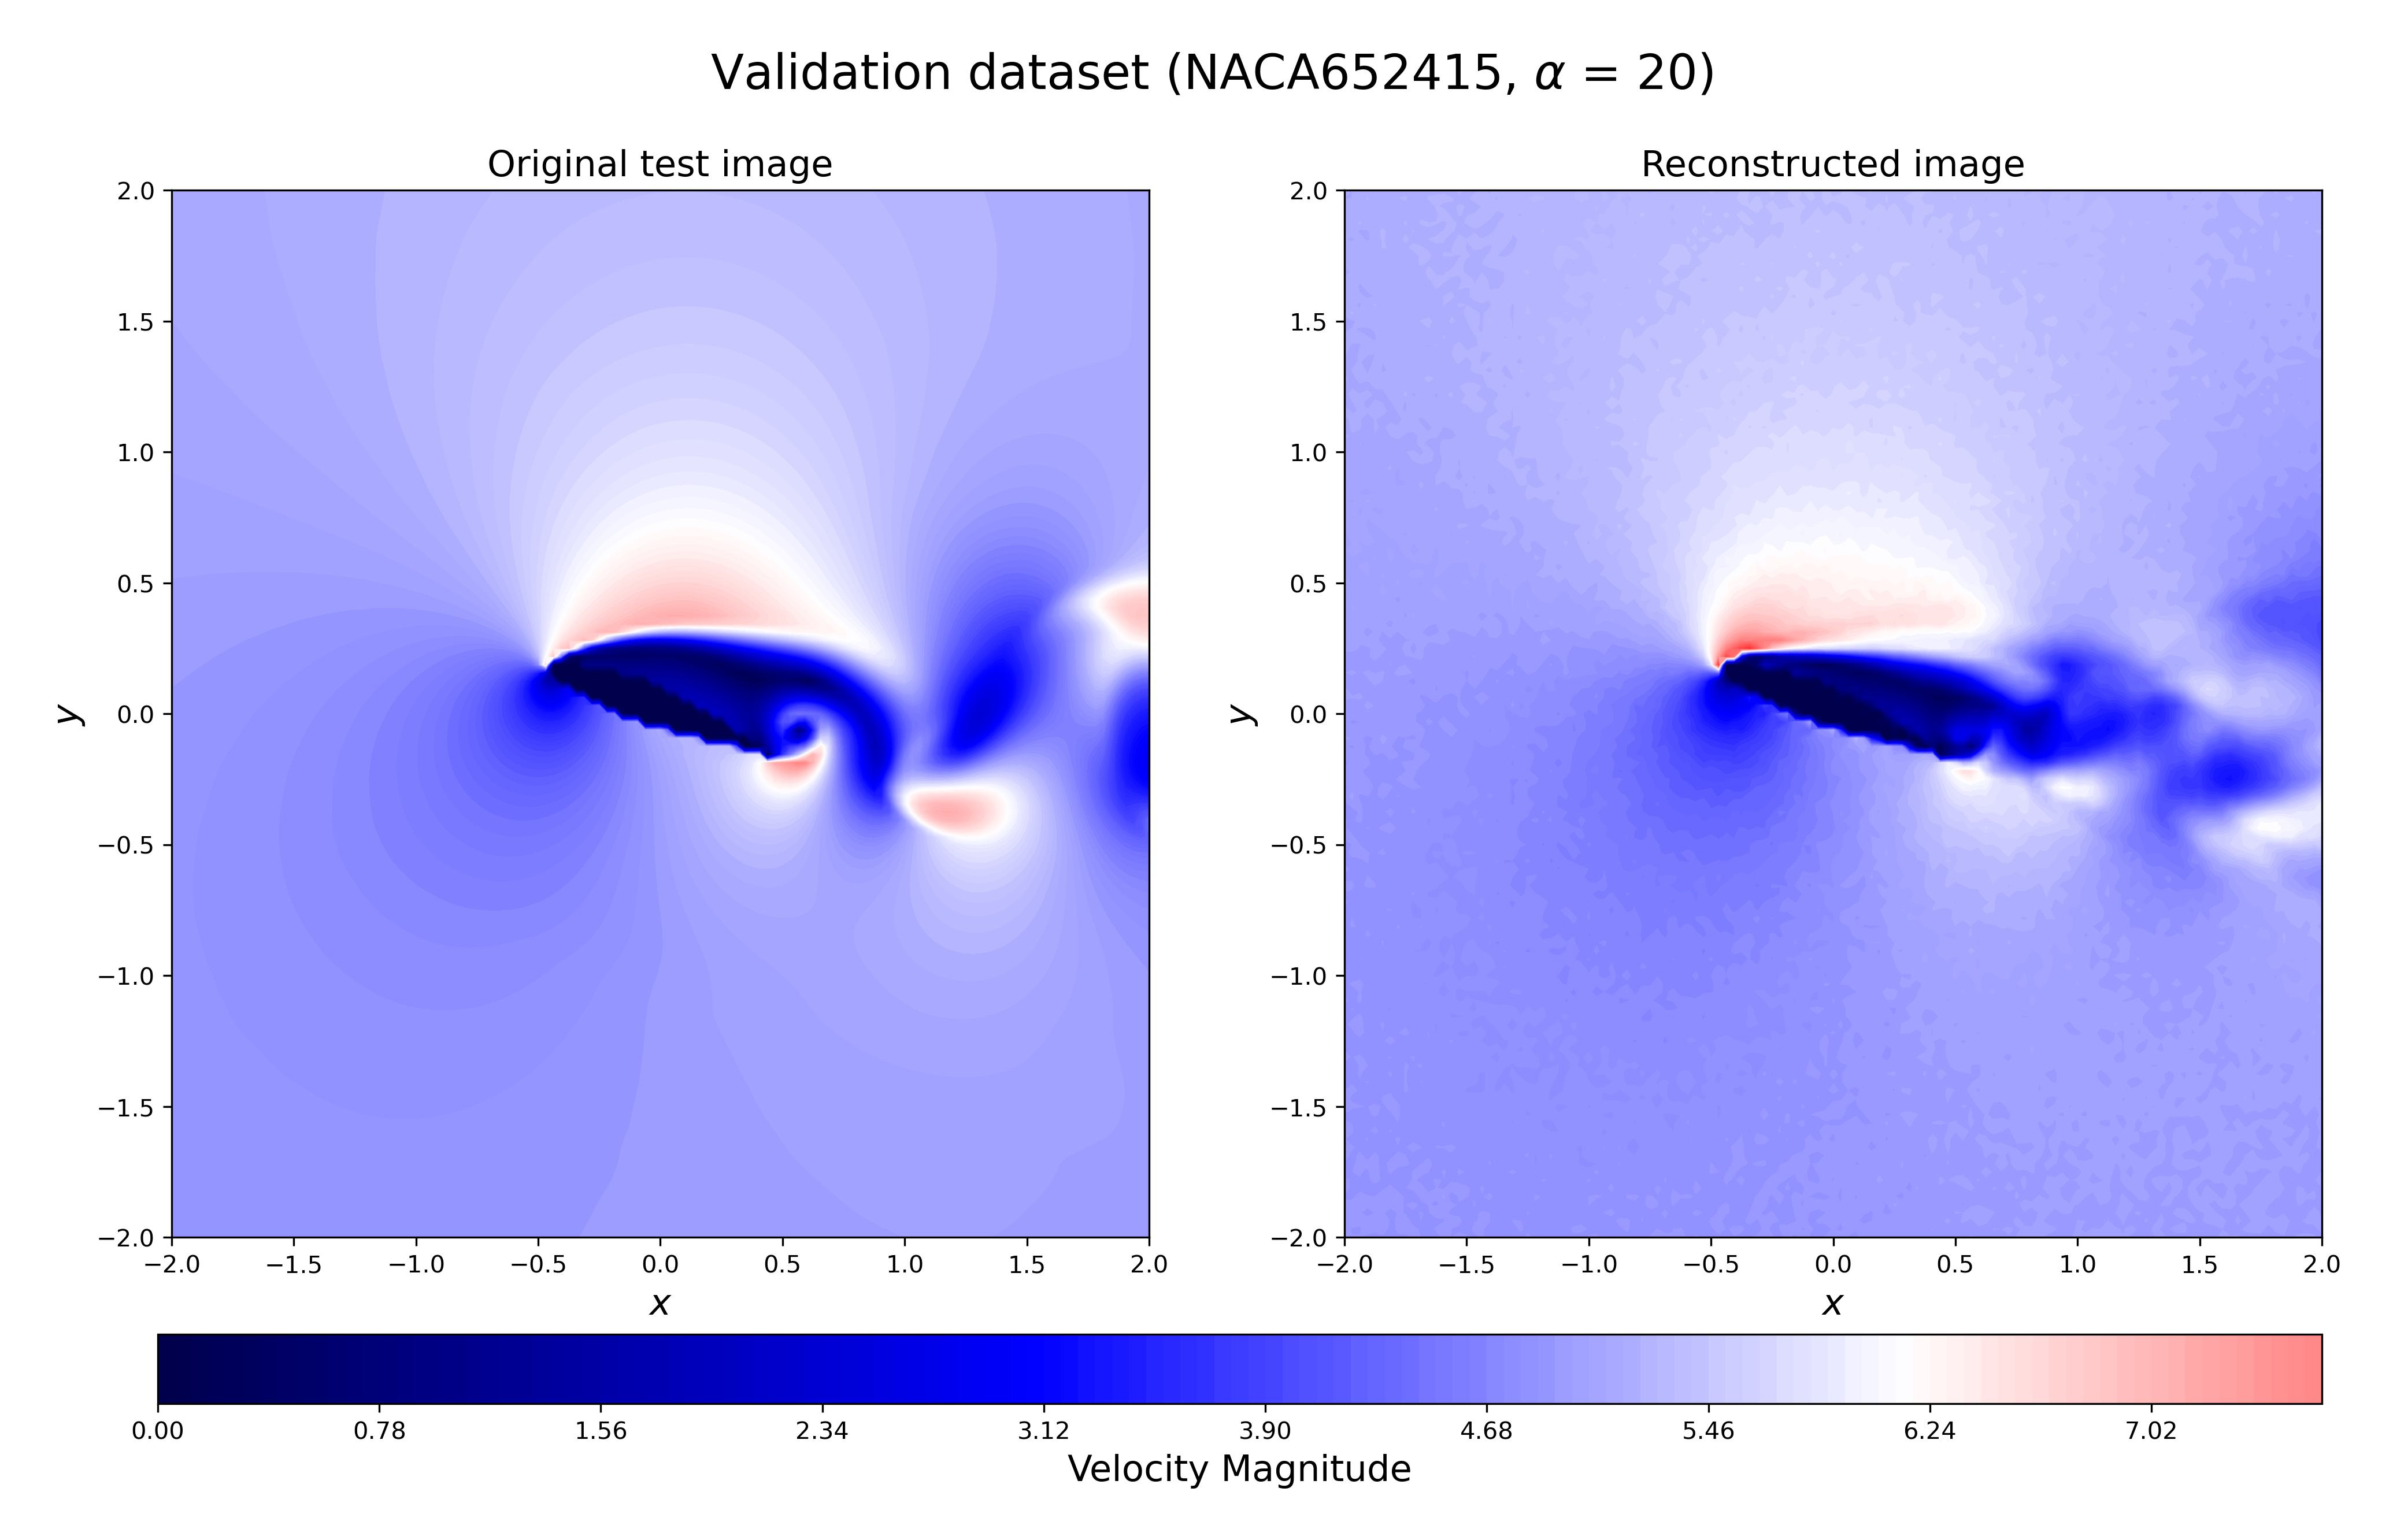 Validation dataset (NACA652415, α = 20)
Original test image
2.0
1.5
1.0
0.5
0.0
−0.5
−1.0
−1.5
−2.0
y
−2.0 −1.5 −1.0 −0.5 0.0 0.5 1.0 1.5 2.0
x
Reconstructed image
2.0
1.5
1.0
0.5
0.0
−0.5
−1.0
−1.5
−2.0
y
−2.0 −1.5 −1.0 −0.5 0.0 0.5 1.0 1.5 2.0
x
0.00 0.78 1.56 2.34 3.12 3.90 4.68 5.46 6.24 7.02
Velocity Magnitude